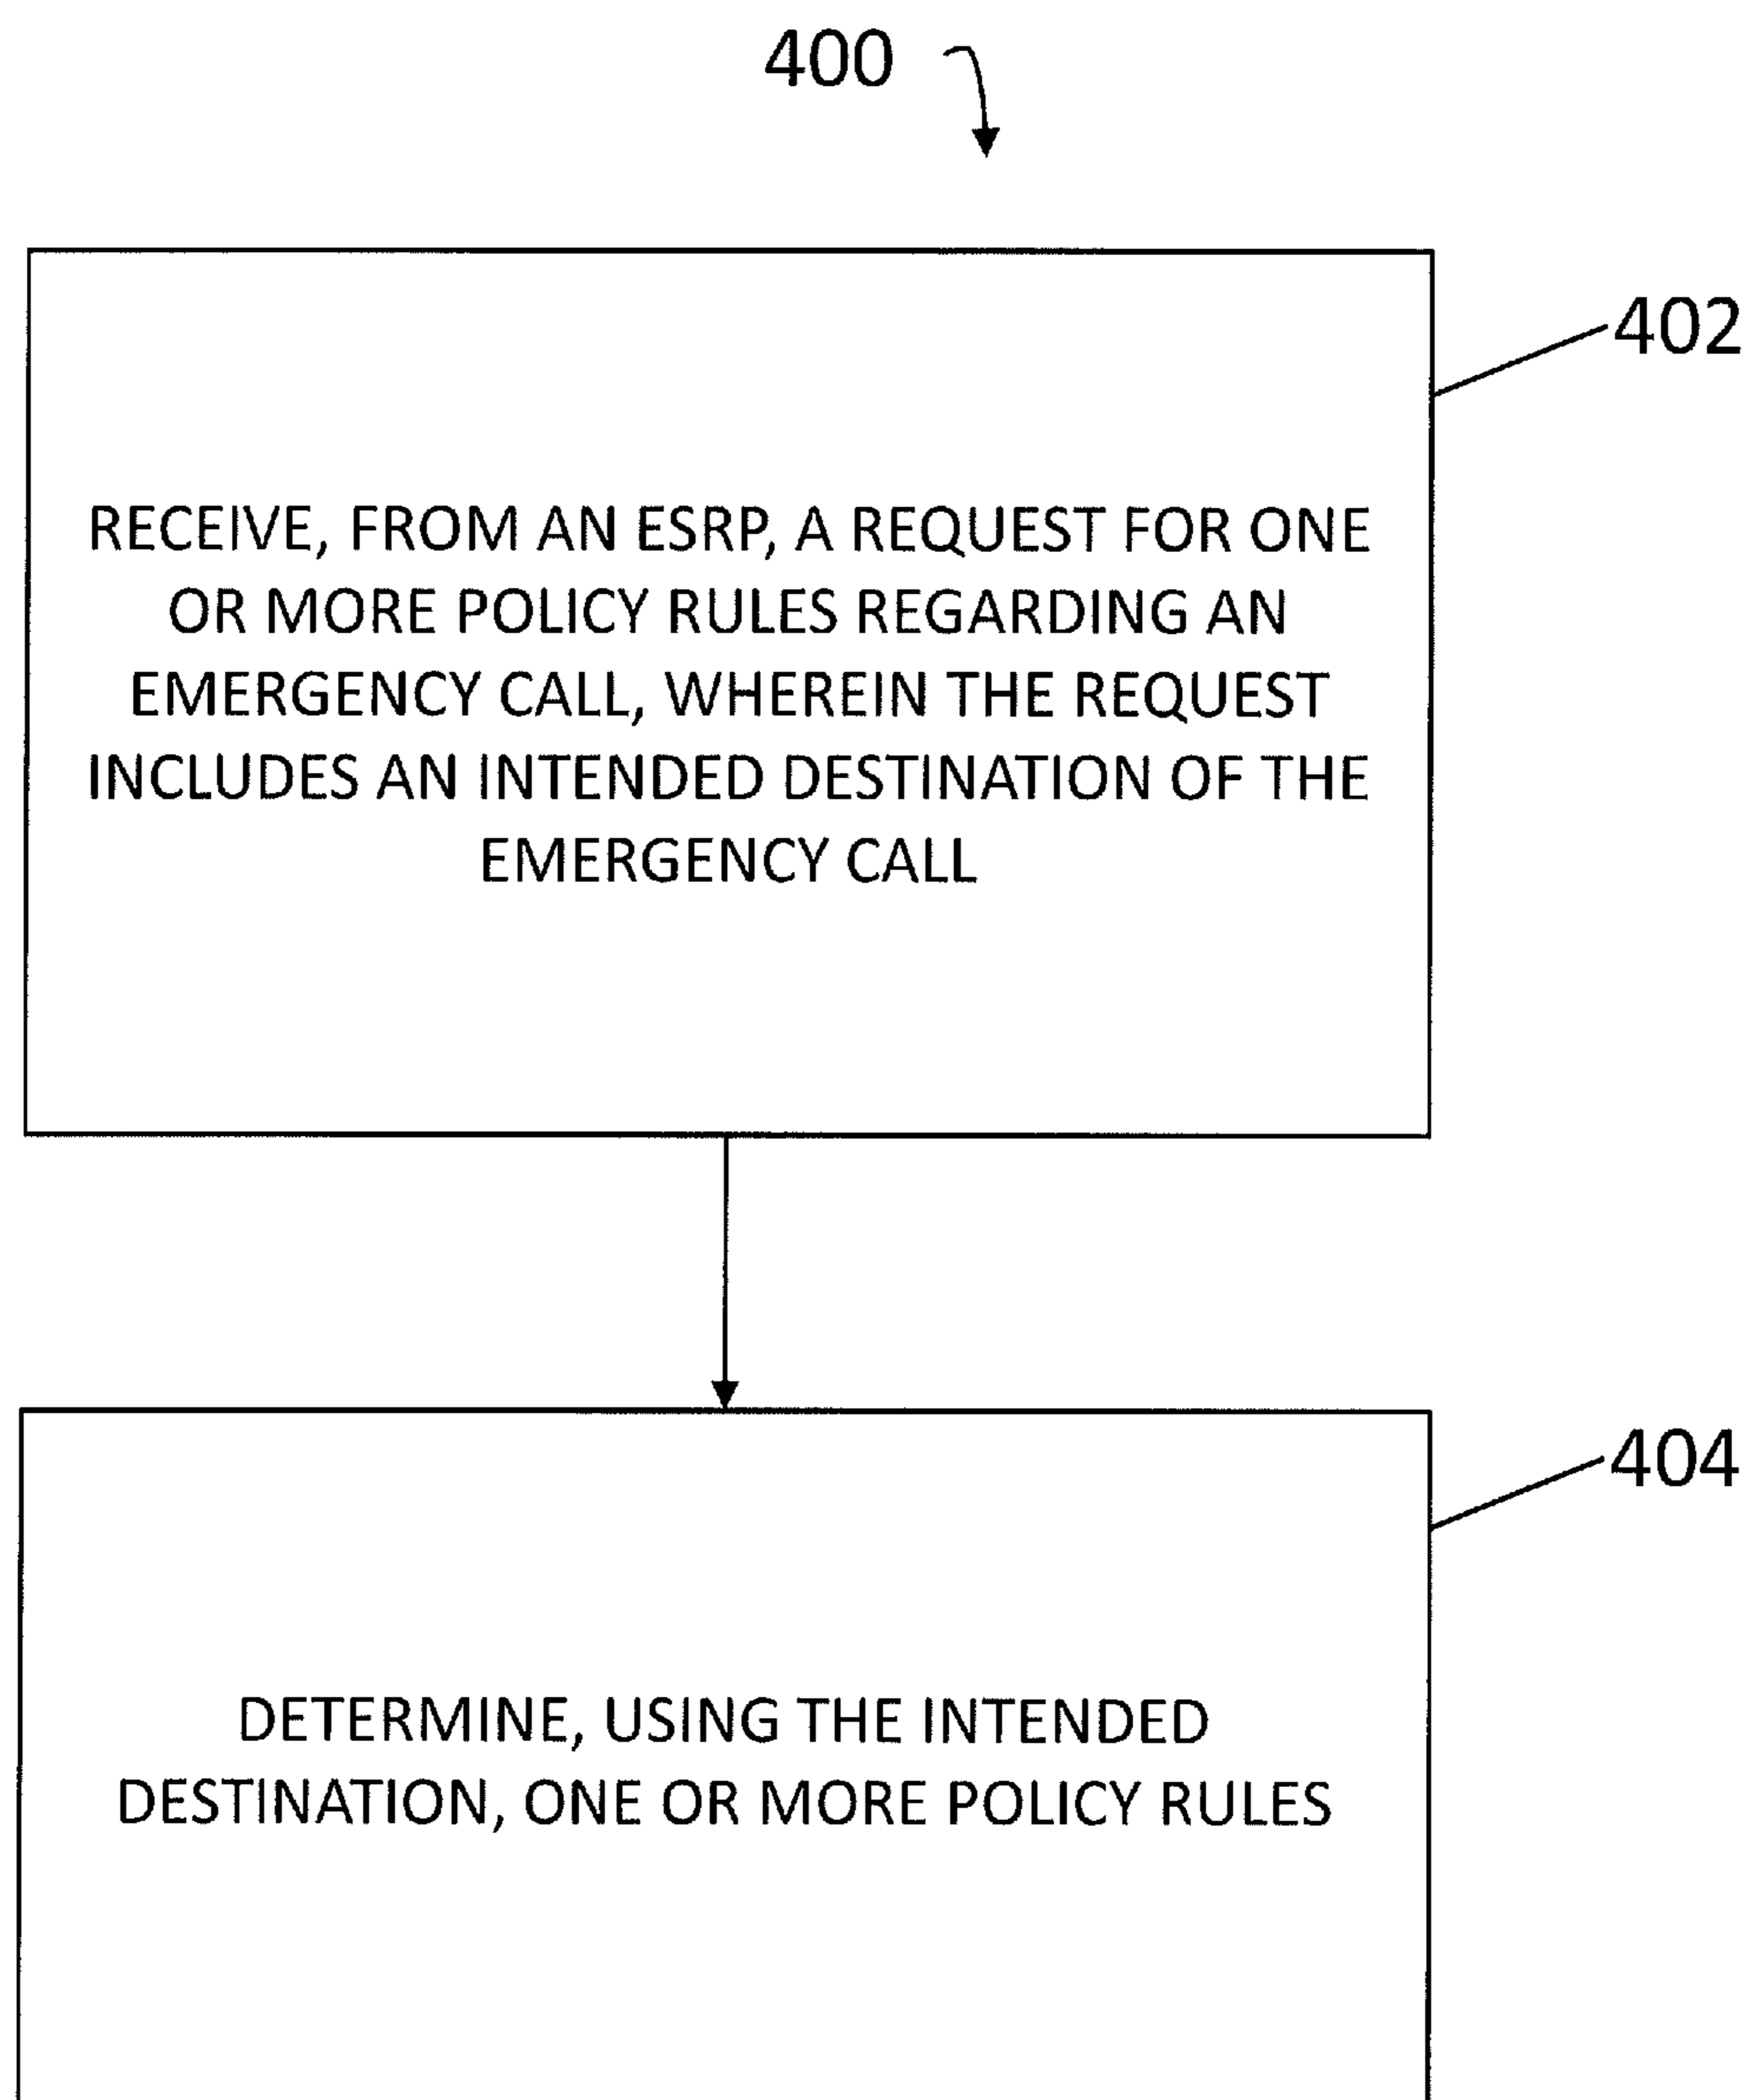 400
402
RECEIVE, FROM AN ESRP, A REQUEST FOR ONE
OR MORE POLICY RULES REGARDING AN
EMERGENCY CALL, WHEREIN THE REQUEST
INCLUDES AN INTENDED DESTINATION OF THE
EMERGENCY CALL
404
DETERMINE, USING THE INTENDED
DESTINATION, ONE OR MORE POLICY RULES